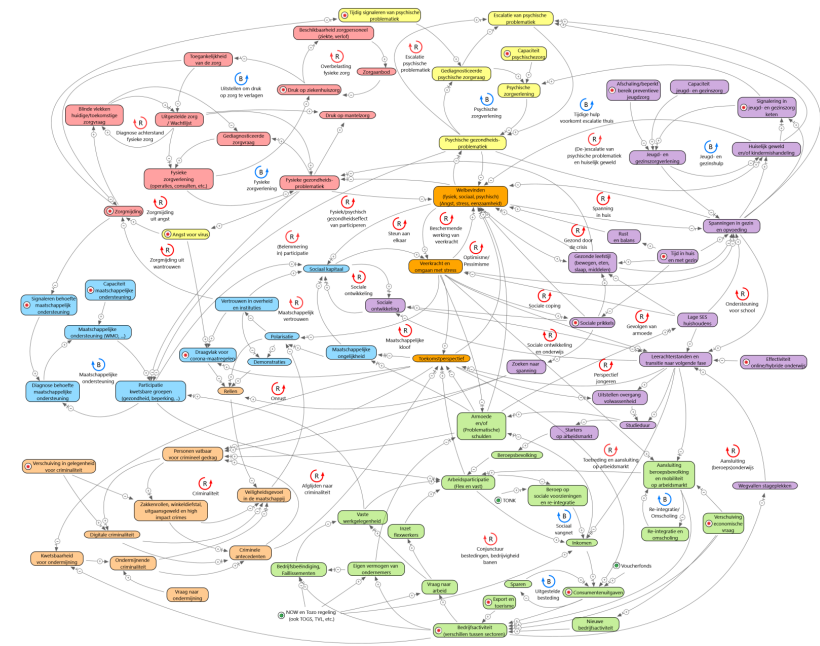 Tijdig signaleren van psychische
problematiek
Escalatie van psychische
problematiek
Beschikbaarheid zorgpersoneel
(ziekte, verlof)
R
Escalatie
psychische
problematiek
Capaciteit
psychischezorg
Toegankelijkheid
van de zorg
R
Overbelasting
fysieke zorg
Zorgaanbod
Gediagnosticeerde
psychische zorgvraag
B
Uitstellen om druk
op zorg te verlagen
Druk op ziekenhuiszorg
Psychische
zorgverlening
Afschaling/beperkt
bereik preventieve
jeugdzorg
Capaciteit
jeugd- en gezinszorg
Signalering in
jeugd- en gezinszorg
keten
Blinde vlekken
huidige/toekomstige
zorgvraag
R
Diagnose achterstand
fysieke zorg
Uitgestelde zorg
/ Wachtlijst
Druk op mantelzorg
B
Psychische
zorgverlening
B
Tijdige hulp
voorkomt escalatie thuis
Gediagnosticeerde
zorgvraag
Psychische gezondheids-
problematiek
R
(De-)escalatie van
psychische problematiek
en huiselijk geweld
Jeugd- en
gezinszorgverlening
B
Jeugd- en
gezinshulp
Huiselijk geweld
en/of kindermishandeling
Fysieke
zorgverlening
(operaties, consulten, etc.)
B
Fysieke
zorgverlening
Fysieke gezondheids-
problematiek
Welbevinden
(fysiek, sociaal, psychisch)
(Angst, stress, eenzaamheid)
R
Spanning
in huis
Zorgmijding
R
Zorgmijding
uit angst
R
Fysiek/psychisch
gezondheidseffect
van participeren
R
Steun aan
elkaar
R
Beschermende
werking van
veerkracht
Spanningen in gezin
en opvoeding
Angst voor virus
R
Zorgmijding uit
wantrouwen
R
(Belemmering
in) participatie
R
Optimisme/
Pessimisme
R
Gezond door
de crisis
Rust
en balans
Gezonde leefstijl
(bewegen, eten,
slaap, middelen)
Tijd in huis
en met gezin
Sociaal kapitaal
Veerkracht en
omgaan met stress
Capaciteit
maatschappelijke
ondersteuning
R
Sociale
ontwikkeling
Signaleren behoefte
maatschappelijk
ondersteuning
Vertrouwen in overheid
en instituties
R
Maatschappelijk
vertrouwen
Sociale
ontwikkeling
R
Sociale coping
R
Ondersteuning
voor school
Maatschappelijke
ondersteuning (WMO, ...)
Polarisatie
R
Maatschappelijke
kloof
Sociale prikkels
R
Gevolgen van
armoede
Lage SES
huishoudens
R
Sociale ontwikkeling
en onderwijs
Draagvlak voor
corona-maatregelen
Demonstraties
Maatschappelijke
ongelijkheid
Toekomstperspectief
B
Maatschappelijke
ondersteuning
Zoeken naar
spanning
R
Perspectief
jongeren
Leerachterstanden en
transitie naar volgende fase
Effectiviteit
online/hybride onderwijs
Diagnose behoefte
maatschappelijke
ondersteuning
Participatie
kwetsbare groepen
(gezondheid, beperking, ...)
Rellen
R
Onrust
Uitstellen overgang
volwassenheid
Armoede
en/of
(Problematische)
schulden
Studieduur
Starters
op arbeidsmarkt
Personen vatbaar
voor crimineel gedrag
Beroepsbevolking
R
Toetreding en aansluiting
op arbeidsmarkt
R
Aansluiting
(beroeps)onderwijs
Verschuiving in gelegenheid
voor criminaliteit
R
Criminaliteit
R
Afglijden naar
criminaliteit
Aansluiting
beroepsbevolking
en mobiliteit
op arbeidsmarkt
Arbeidsparticipatie
(Flex en vast)
Wegvallen stageplekken
Zakkenrollen, winkeldiefstal,
uitgaansgeweld en high
impact crimes
Veiligheidsgevoel
in de maatschappij
TONK
Beroep op
sociale voorzieningen
en re-integratie
B
Re-integratie/
Omscholing
Vaste
werkgelegenheid
B
Sociaal
vangnet
Verschuiving
economische
vraag
Digitale criminaliteit
Inzet
flexwerkers
R
Conjunctuur
bestedingen, bedrijvigheid
banen
Inkomen
Re-integratie en
omscholing
Kwetsbaarheid
voor ondermijning
Ondermijnende
criminaliteit
Criminele
antecedenten
Bedrijfsbeëindiging,
Faillissementen
Eigen vermogen van
ondernemers
Voucherfonds
Vraag naar
ondermijning
Vraag naar
arbeid
Sparen
B
Uitgestelde
besteding
Consumentenuitgaven
NOW en Tozo regeling
(ook TOGS, TVL, etc.)
Export en
toerisme
Bedrijfsactiviteit
(verschillen tussen sectoren)
Nieuwe
bedrijfsactiviteit